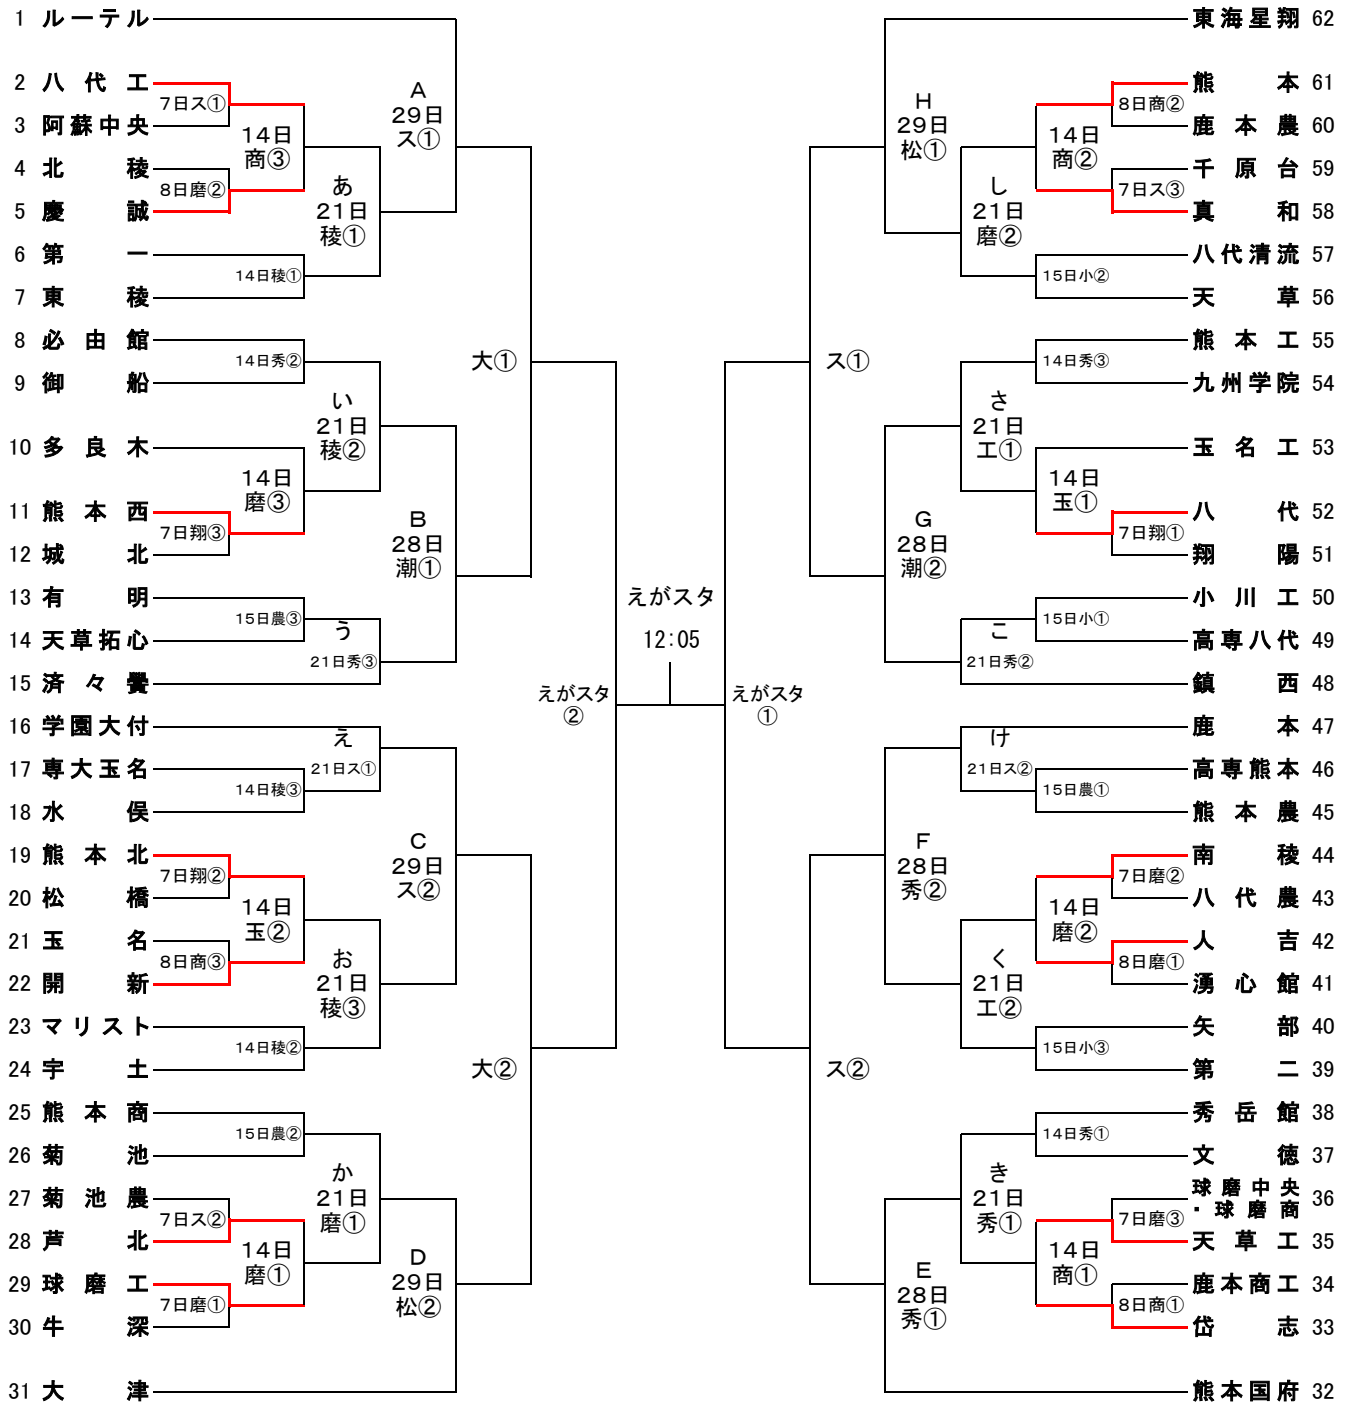 1 ルーテル
2 八代工
7日ス①
3 阿蘇中央
14日
商③
4 北稜
8日磨②
5 慶誠
あ
21日
稜①
6 第一
14日稜①
7 東稜
A
29日
ス①
8 必由館
14日秀②
9 御船
い
21日
稜②
10 多良木
14日
磨③
11 熊本西
7日翔③
12 城北
B
28日
潮①
13 有明
15日農③
14 天草拓心
う
21日秀③
15 済々黌
大①
16 学園大付
え
21日ス①
17 専大玉名
14日稜③
18 水俣
C
29日
ス②
19 熊本北
7日翔②
20 松橋
14日
玉②
21 玉名
8日商③
22 開新
お
21日
稜③
23 マリスト
14日稜②
24 宇土
大②
25 熊本商
15日農②
26 菊池
か
21日
磨①
27 菊池農
7日ス②
28 芦北
14日
磨①
29 球磨工
7日磨①
30 牛深
D
29日
松②
31 大津
えがスタ
②
えがスタ
12:05
えがスタ
①
東海星翔 62
熊本 61
8日商②
鹿本農 60
14日
商②
千原台 59
7日ス③
真和 58
H
29日
松①
し
21日
磨②
八代清流 57
15日小②
天草 56
ス①
熊本工 55
14日秀③
九州学院 54
さ
21日
工①
玉名工 53
14日
玉①
八代 52
7日翔①
翔陽 51
G
28日
潮②
小川工 50
15日小①
高専八代 49
こ
21日秀②
鎮西 48
鹿本 47
け
21日ス②
高専熊本 46
15日農①
熊本農 45
F
28日
秀②
南稜 44
7日磨②
八代農 43
14日
磨②
人吉 42
8日磨①
湧心館 41
く
21日
工②
矢部 40
15日小③
第二 39
ス②
秀岳館 38
14日秀①
文徳 37
き
21日
秀①
球磨中央
・球磨商 36
7日磨③
天草工 35
14日
商①
鹿本商工 34
8日商①
岱志 33
E
28日
秀①
熊本国府 32